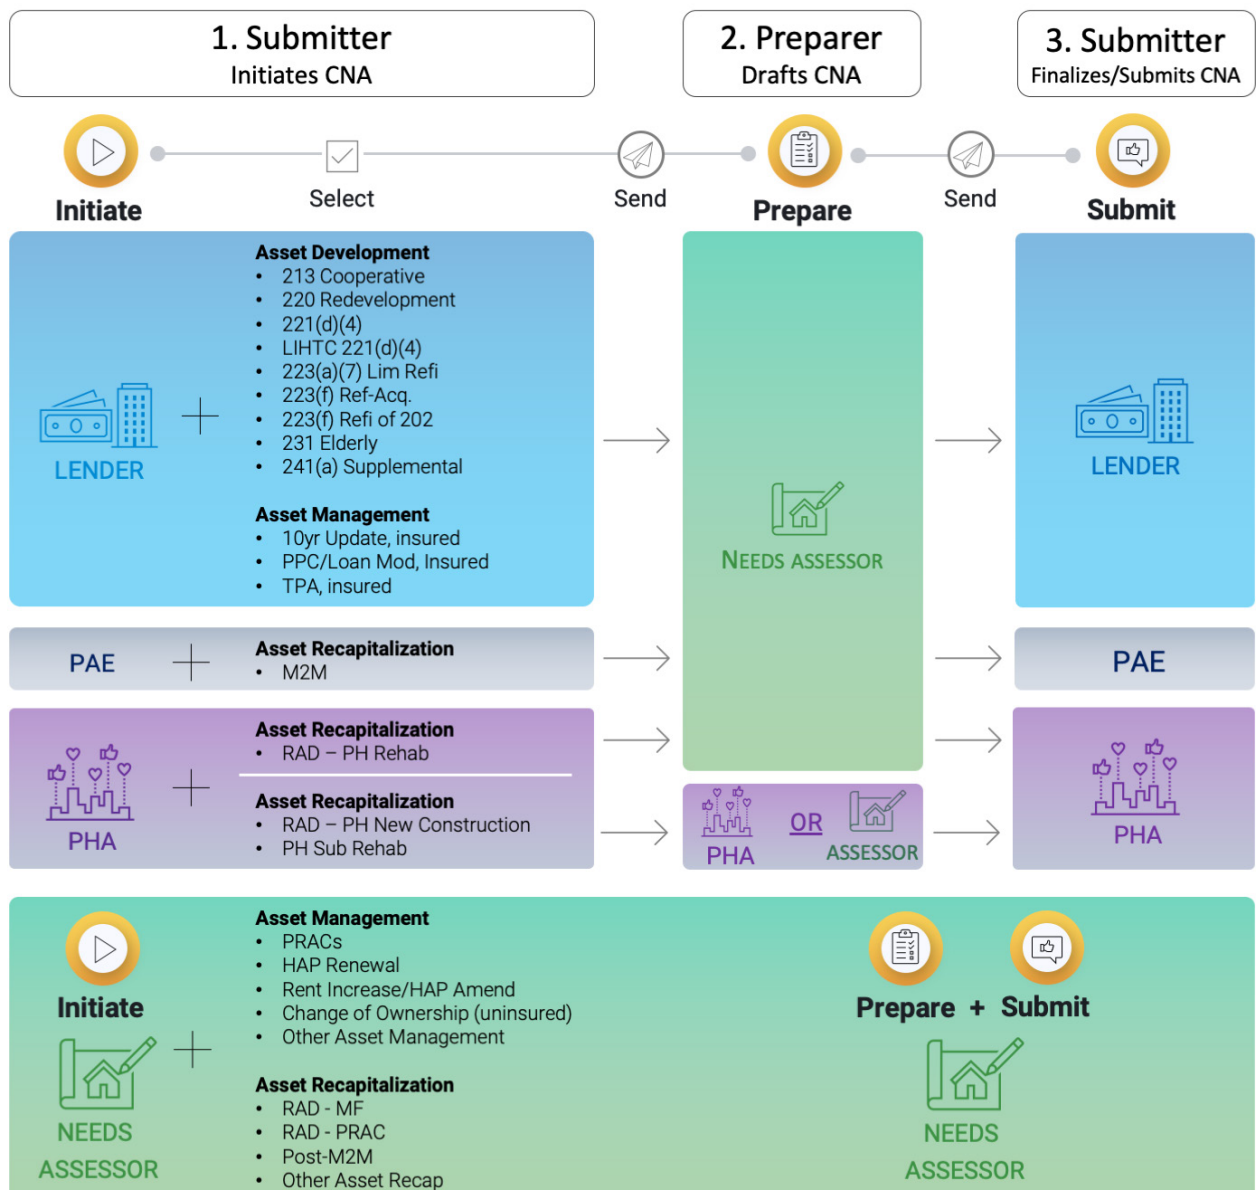 1. Submitter
Initiates CNA
2. Preparer
Drafts CNA
3. Submitter
Finalizes/Submits CNA
Initiate
Select
Send
Prepare
Send
Submit
LENDER
Asset Development
• 213 Cooperative
• 220 Redevelopment
• 221(d)(4)
• LIHTC 221(d)(4)
• 223(a)(7) Lim Refi
• 223(f) Ref-Acq.
• 223(f) Refi of 202
• 231 Elderly
• 241(a) Supplemental
Asset Management
• 10yr Update, insured
• PPC/Loan Mod, Insured
• TPA, insured
NEEDS ASSESSOR
LENDER
PAE
Asset Recapitalization
• M2M
PAE
PHA
Asset Recapitalization
• RAD – PH Rehab
Asset Recapitalization
• RAD – PH New Construction
• PH Sub Rehab
PHA OR ASSESSOR
PHA
Initiate
NEEDS
ASSESSOR
Asset Management
• PRACs
• HAP Renewal
• Rent Increase/HAP Amend
• Change of Ownership (uninsured)
• Other Asset Management
Asset Recapitalization
• RAD - MF
• RAD - PRAC
• Post-M2M
• Other Asset Recap
Prepare + Submit
NEEDS
ASSESSOR